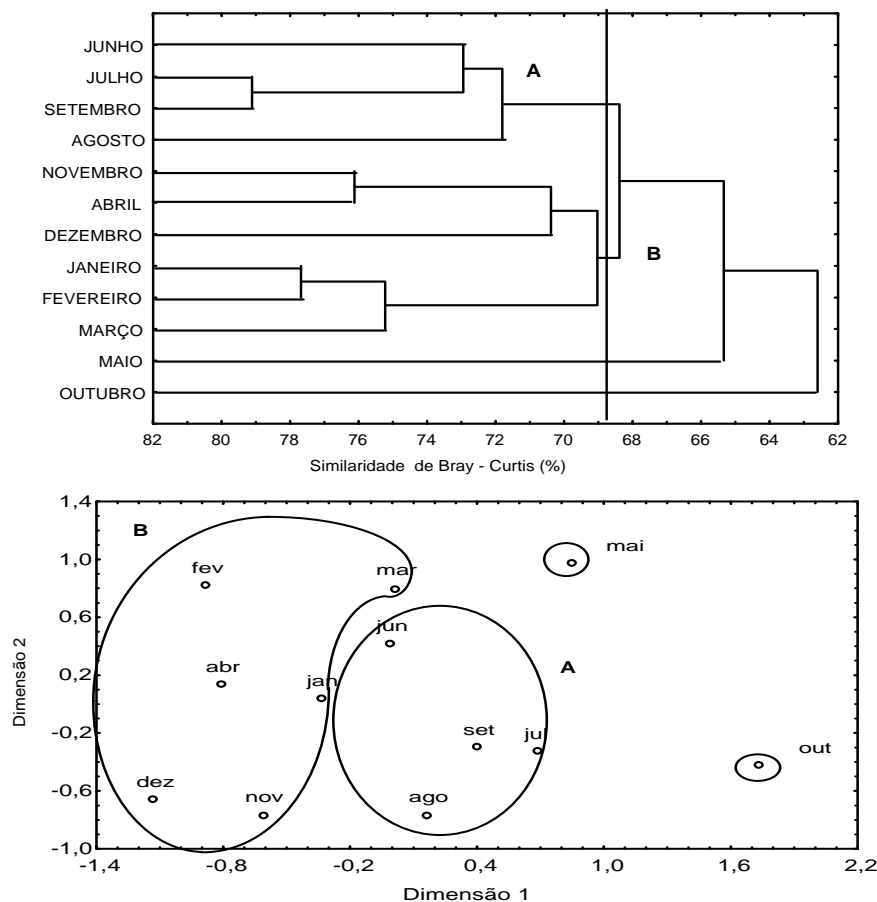 JUNHO
A
JULHO
SETEMBRO
AGOSTO
NOVEMBRO
ABRIL
DEZEMBRO
B
JANEIRO
FEVEREIRO
MARÇO
MAIO
OUTUBRO
82 80 78 76 74 72 70 68 66 64 62
Similaridade de Bray - Curtis (%)
1,4
B
mai
1,0
fev
mar
0,6
jun
abr
A
0,2
jan
Dimensão 2
-0,2
set
jul
out
-0,6
dez
nov
ago
-1,0
-1,4 -0,8 -0,2 0,4 1,0 1,6 2,2
Dimensão 1